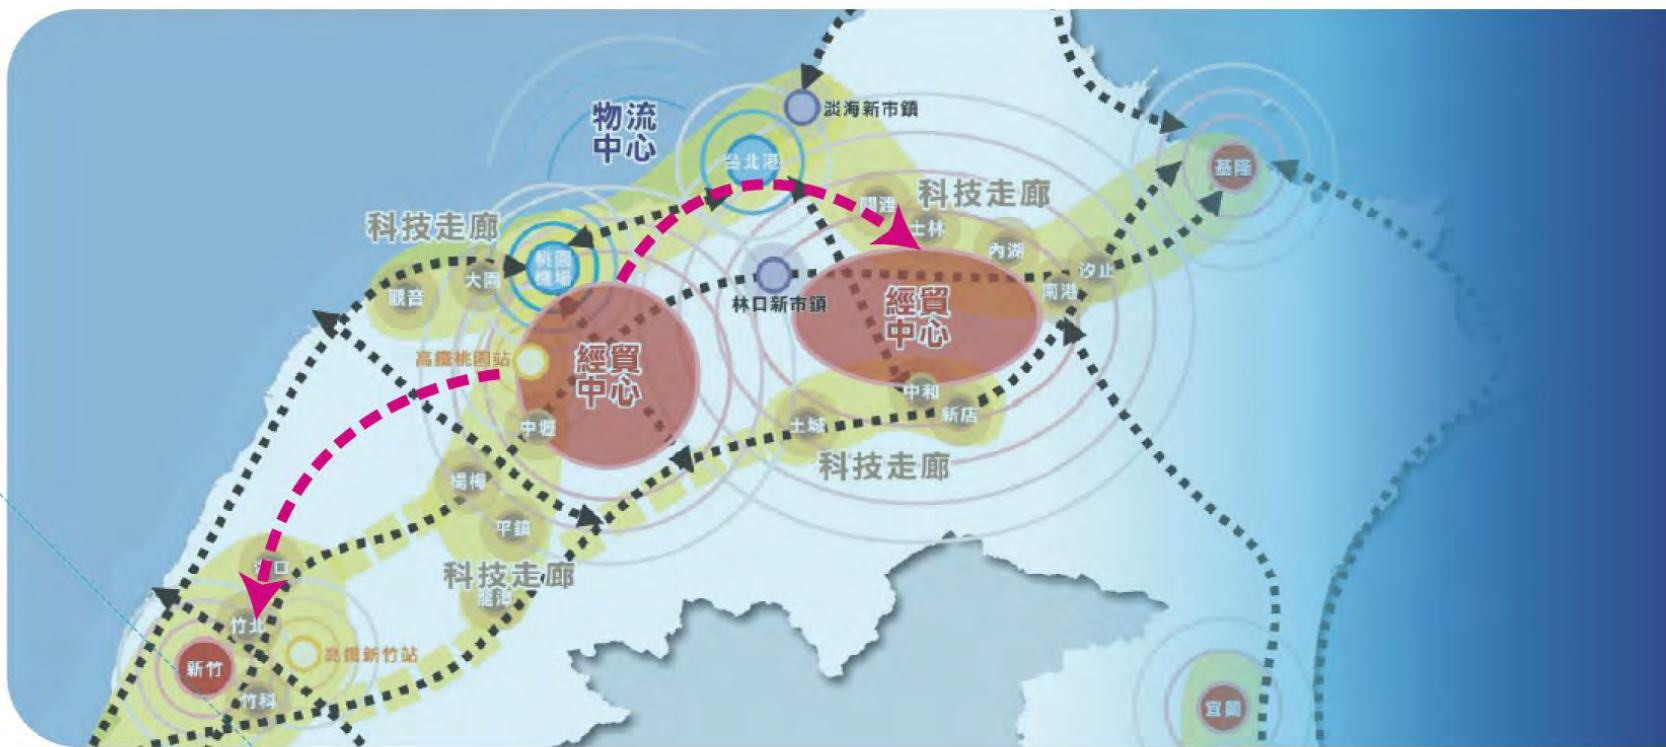 物流
中心
淡海新市鎮
台北港
基隆
科技走廊
關渡
士林
科技走廊
內湖
汐止
桃園
機場
大園
觀音
南港
林口新市鎮
經貿
中心
高鐵桃園站
經貿
中心
中和
新店
中壢
土城
科技走廊
楊梅
平鎮
科技走廊
龍潭
竹北
高鐵新竹站
新竹
竹科
宜蘭